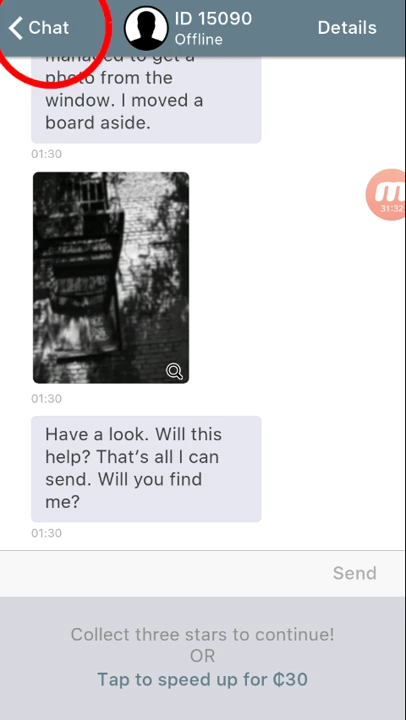 Chat
ID 15090
Offline
Details
managed to get a
photo from the
window. I moved a
board aside.
01:30
m
31:32
01:30
Have a look. Will this
help? That's all I can
send. Will you find
me?
01:30
Send
Collect three stars to continue!
OR
Tap to speed up for ₵30